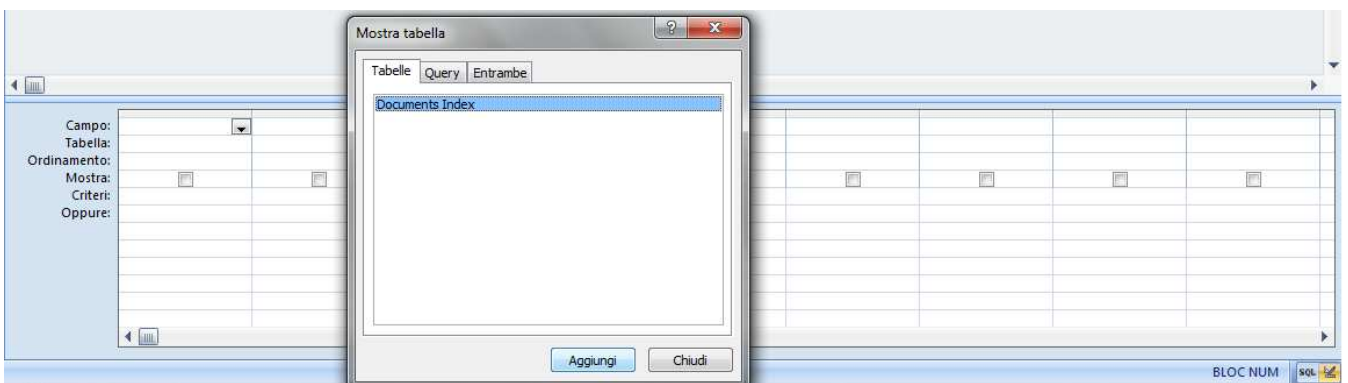 Mostra tabella
Tabelle Query Entrambe
Documents Index
Campo:
Tabella:
Ordinamento:
Mostra:
Criteri:
Oppure:
Aggiungi Chiudi
BLOC NUM SQL